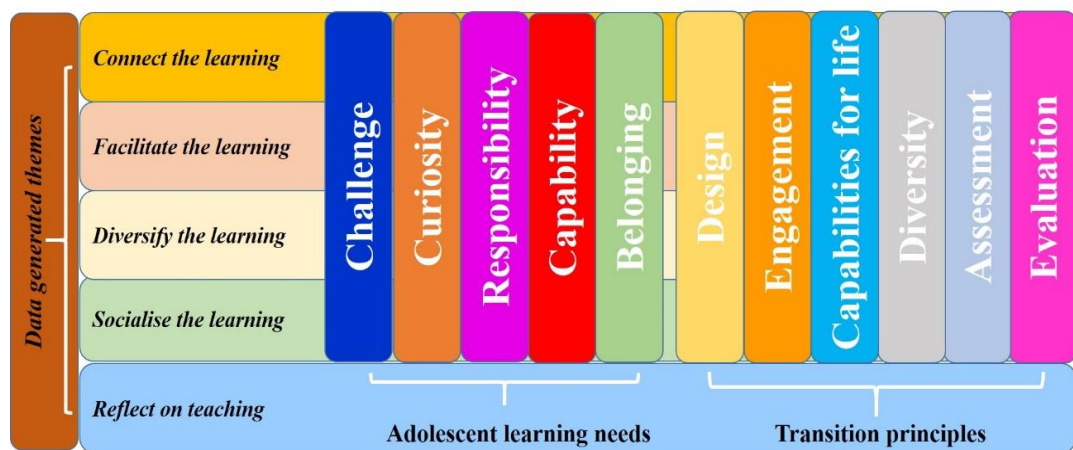 Data generated themes
Connect the learning
Facilitate the learning
Diversify the learning
Socialise the learning
Reflect on teaching
Challenge
Curiosity
Responsibility
Capability
Belonging
Design
Engagement
Capabilities for life
Diversity
Assessment
Evaluation
Adolescent learning needs
Transition principles